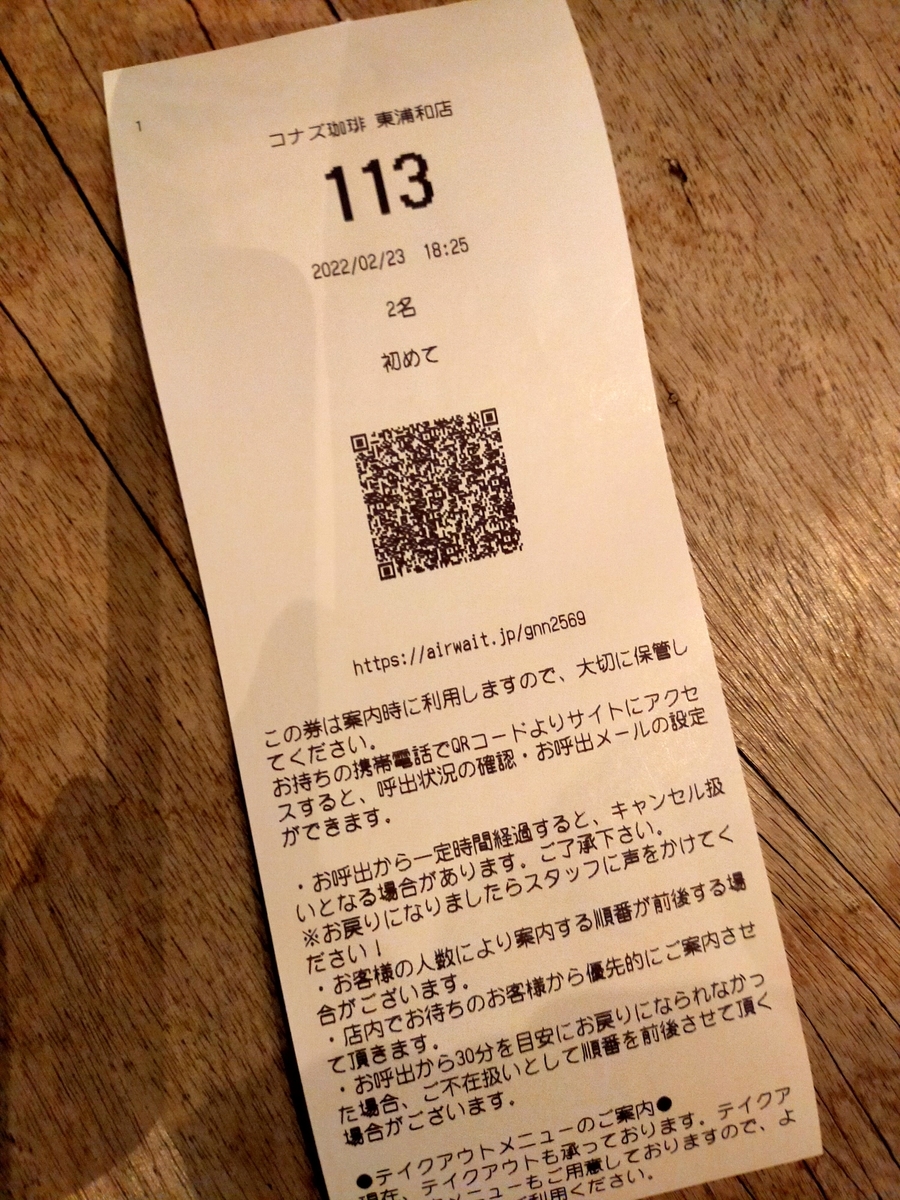 1
コナズ珈琲 東浦和店
113
2022/02/23 18:25
2名
初めて
https://airwait.jp/gnn2569
この券は案内時に利用しますので、大切に保管し
てください。
お持ちの携帯電話でQRコードよりサイトにアクセ
スすると、呼出状況の確認・お呼出メールの設定
ができます。
・お呼出から一定時間経過すると、キャンセル扱
いとなる場合があります。ご了承下さい。
※お戻りになりましたらスタッフに声をかけてく
ださい！
・お客様の人数により案内する順番が前後する場
合がございます。
・店内でお待ちのお客様から優先的にご案内させ
て頂きます。
・お呼出から30分を目安にお戻りになられなかっ
た場合、ご不在扱いとして順番を前後させて頂く
場合がございます。
●テイクアウトメニューのご案内●
現在、テイクアウトも承っております。テイクア
メニューもご用意しておりますので、よ
利用ください。